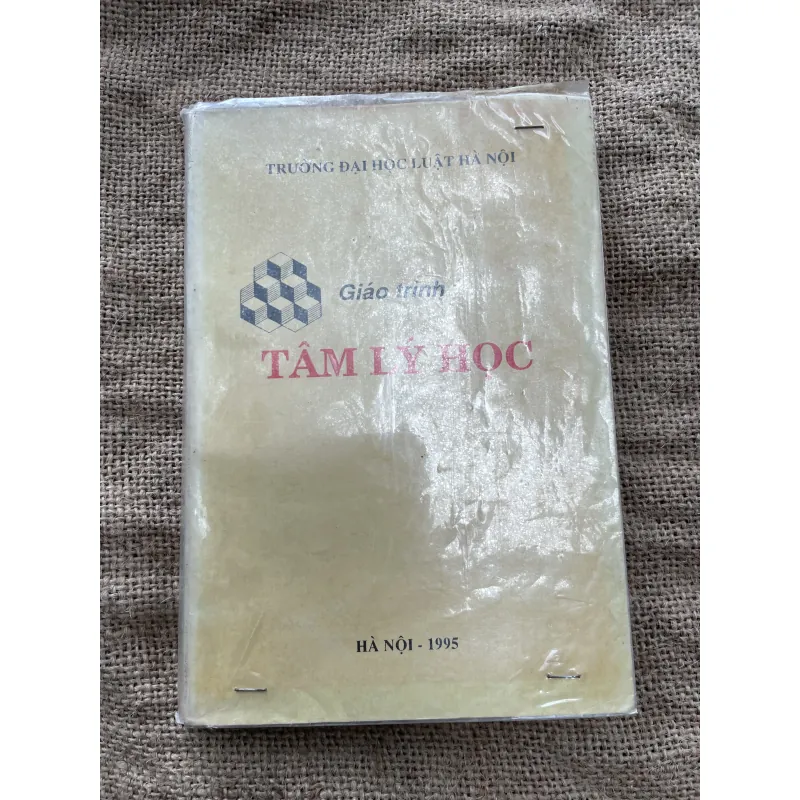 TRƯỜNG ĐẠI HỌC LUẬT HÀ NỘI
Giáo trình
TÂM LÝ HỌC
HÀ NỘI - 1995